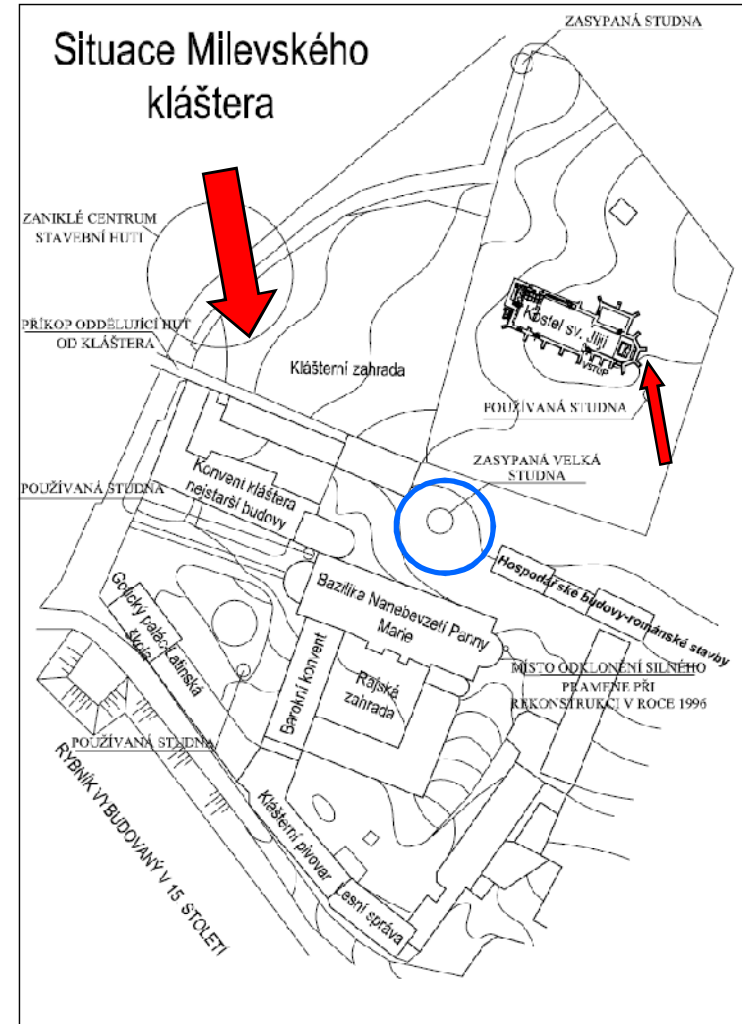 Situace Milevského
kláštera
ZASYPANÁ STUDNA
ZANIKLÉ CENTRUM
STAVEBNÍ HUTI
PŘÍKOP ODDĚLUJÍCÍ HUŤ
OD KLÁŠTERA
Klášterní zahrada
Kostel sv. Jiljí
VSTUP
POUŽÍVANÁ STUDNA
ZASYPANÁ VELKÁ
STUDNA
POUŽÍVANÁ STUDNA
Konvent kláštera
nejstarší budovy
Hospodářské budovy-románské stavby
Bazilira Nanebevzetí Panny
Marie
Gotický palác Latinská
škola
Barokní konvent
Rajská
zahrada
MÍSTO ODKLONĚNÍ SILNÉHO
PRAMENE PŘI
REKONSTRUKCI V ROCE 1996
POUŽÍVANÁ STUDNA
RYBNÍK VYBUDOVANÝ V 15. STOLETÍ
Klášterní pivovar
Lesní správa